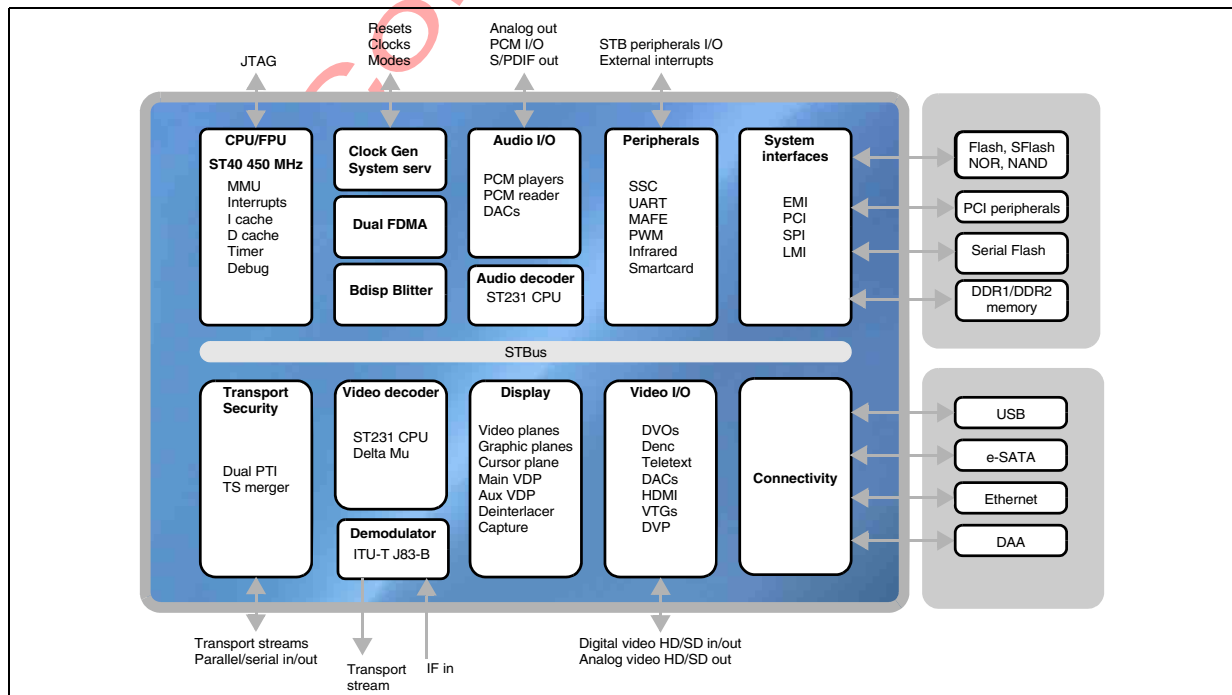 JTAG
Resets
Clocks
Modes
Analog out
PCM I/O
S/PDIF out
STB peripherals I/O
External interrupts
CPU/FPU
ST40 450 MHz
MMU
Interrupts
I cache
D cache
Timer
Debug
Clock Gen
System serv
Dual FDMA
Bdisp Blitter
Audio I/O
PCM players
PCM reader
DACs
Audio decoder
ST231 CPU
Peripherals
SSC
UART
MAFE
PWM
Infrared
Smartcard
System
interfaces
EMI
PCI
SPI
LMI
Flash, SFlash
NOR, NAND
PCI peripherals
Serial Flash
DDR1/DDR2
memory
STBus
Transport
Security
Dual PTI
TS merger
Video decoder
ST231 CPU
Delta Mu
Demodulator
ITU-T J83-B
Display
Video planes
Graphic planes
Cursor plane
Main VDP
Aux VDP
Deinterlacer
Capture
Video I/O
DVOs
Denc
Teletext
DACs
HDMI
VTGs
DVP
Connectivity
USB
e-SATA
Ethernet
DAA
Transport streams
Parallel/serial in/out
Transport
stream
IF in
Digital video HD/SD in/out
Analog video HD/SD out